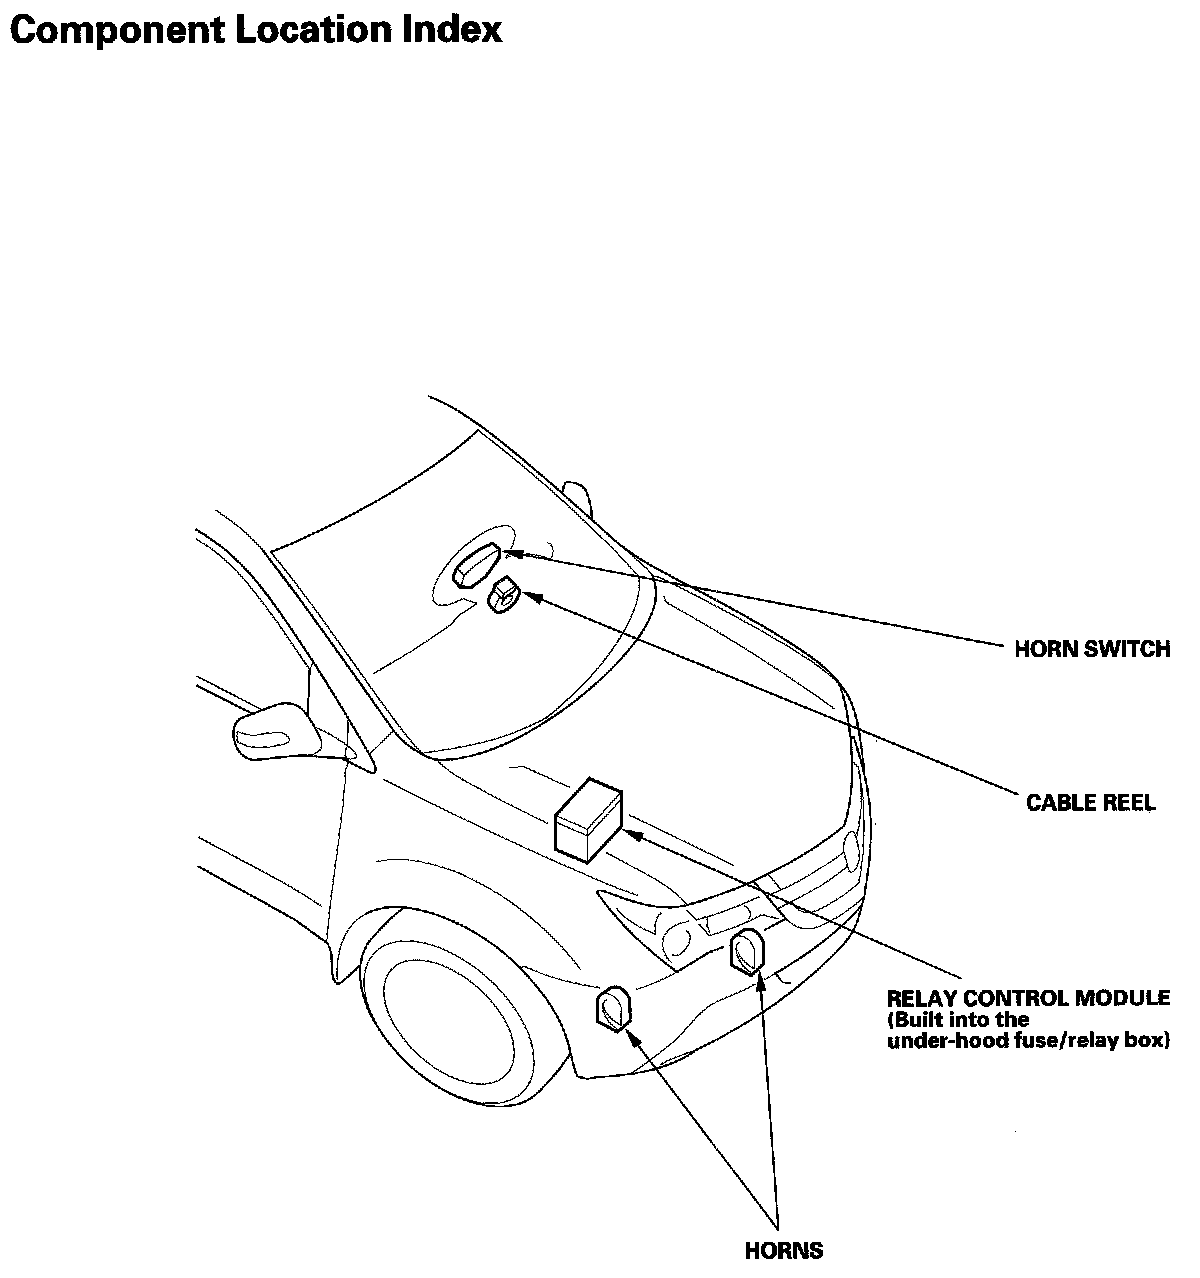 Component Location Index
HORN SWITCH
CABLE REEL
RELAY CONTROL MODULE
(Built into the
under-hood fuse/relay box)
HORNS